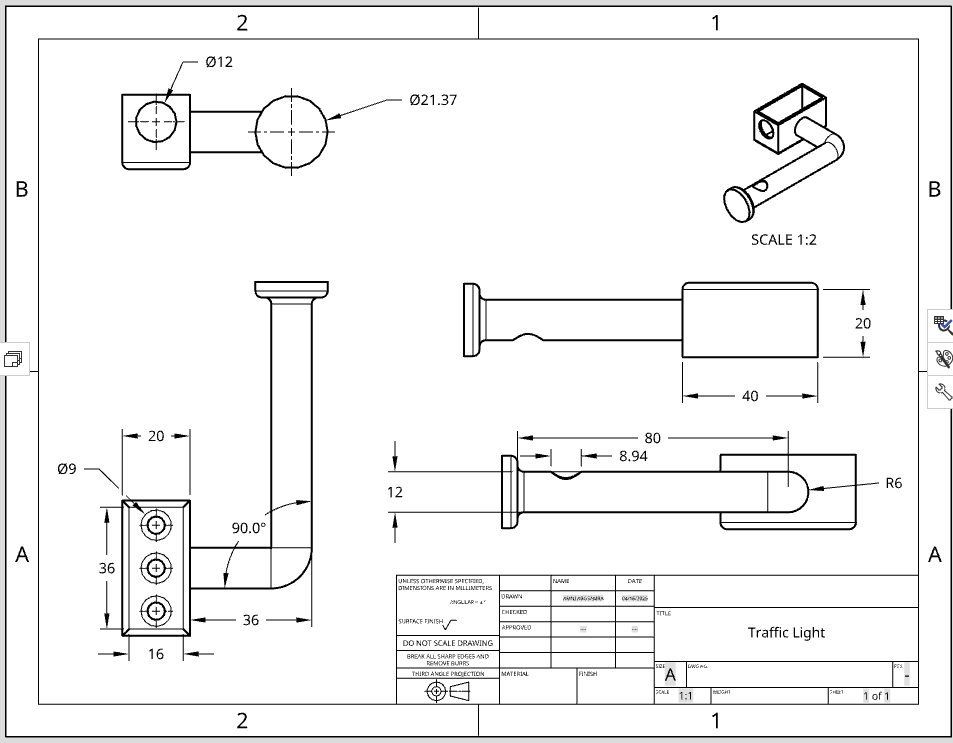 2
1
Ø12
Ø21.37
B
B
SCALE 1:2
20
40
20
Ø9
80
8.94
12
R6
90.0°
36
A
A
36
16
UNLESS OTHERWISE SPECIFIED,
DIMENSIONS ARE IN MILLIMETERS
SURFACE FINISH
DO NOT SCALE DRAWING
BREAK ALL SHARP EDGES AND
REMOVE BURRS
THIRD ANGLE PROJECTION
NAME
DATE
DRAWN
CHECKED
APPROVED
MATERIAL
FINISH
TITLE
Traffic Light
SIZE
A
DWG NO.
-
SCALE
1:1
WEIGHT
SHEET
1 of 1
2
1